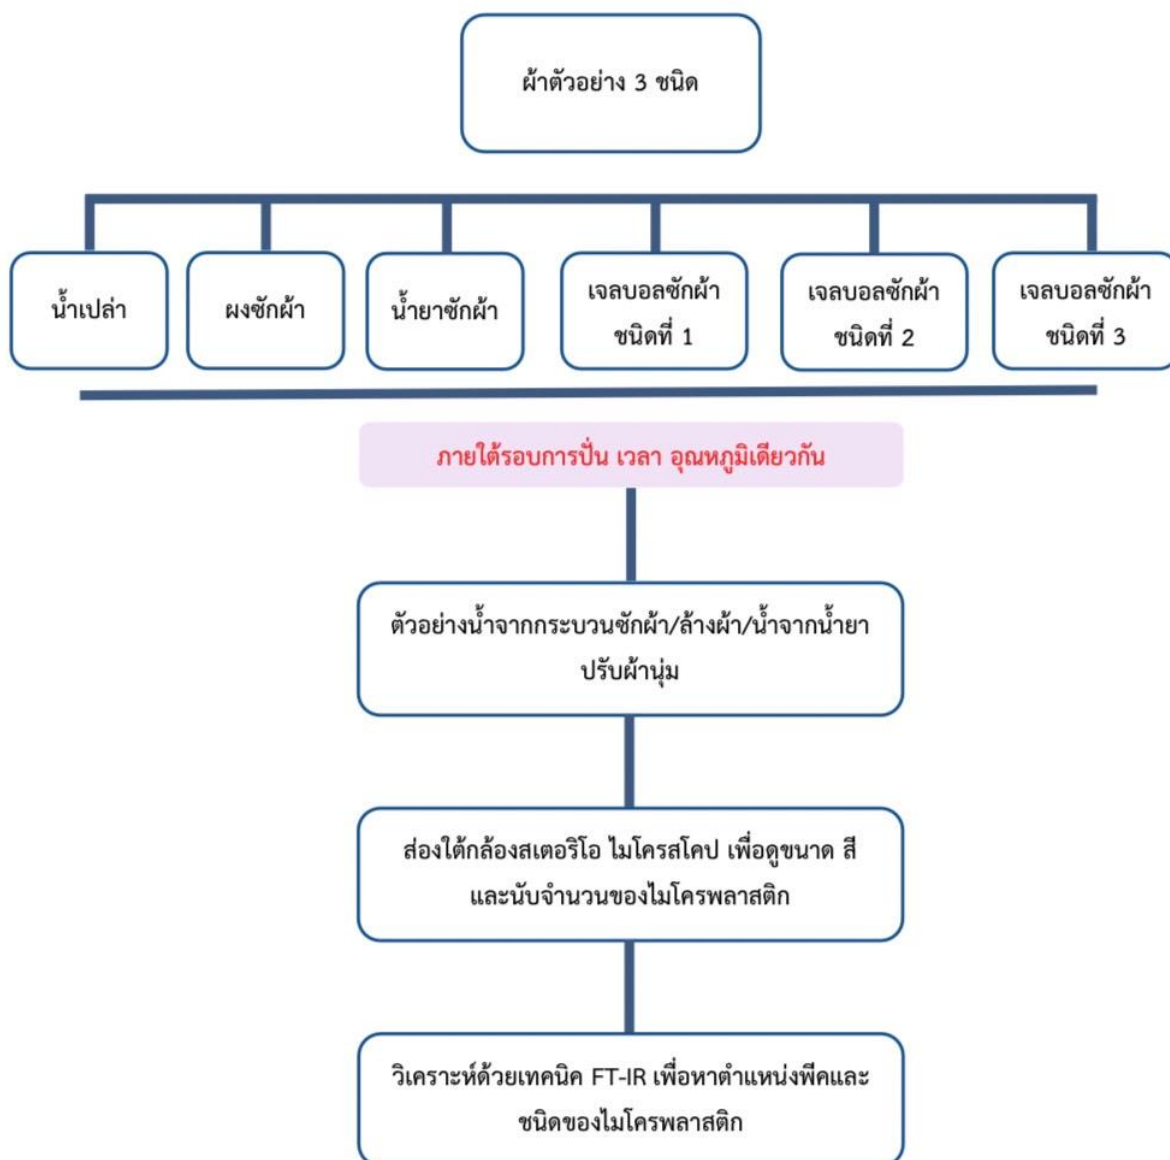 ผ้าตัวอย่าง 3 ชนิด
น้ำเปล่า
ผงซักผ้า
น้ำยาซักผ้า
เจลบอลซักผ้า
ชนิดที่ 1
เจลบอลซักผ้า
ชนิดที่ 2
เจลบอลซักผ้า
ชนิดที่ 3
ภายใต้รอบการปั่น เวลา อุณหภูมิเดียวกัน
ตัวอย่างน้ำจากกระบวนซักผ้า/ล้างผ้า/น้ำจากน้ำยา
ปรับผ้านุ่ม
ส่องใต้กล้องสเตอริโอ ไมโครสโคป เพื่อดูขนาด สี
และนับจำนวนของไมโครพลาสติก
วิเคราะห์ด้วยเทคนิค FT-IR เพื่อหาตำแหน่งพีคและ
ชนิดของไมโครพลาสติก